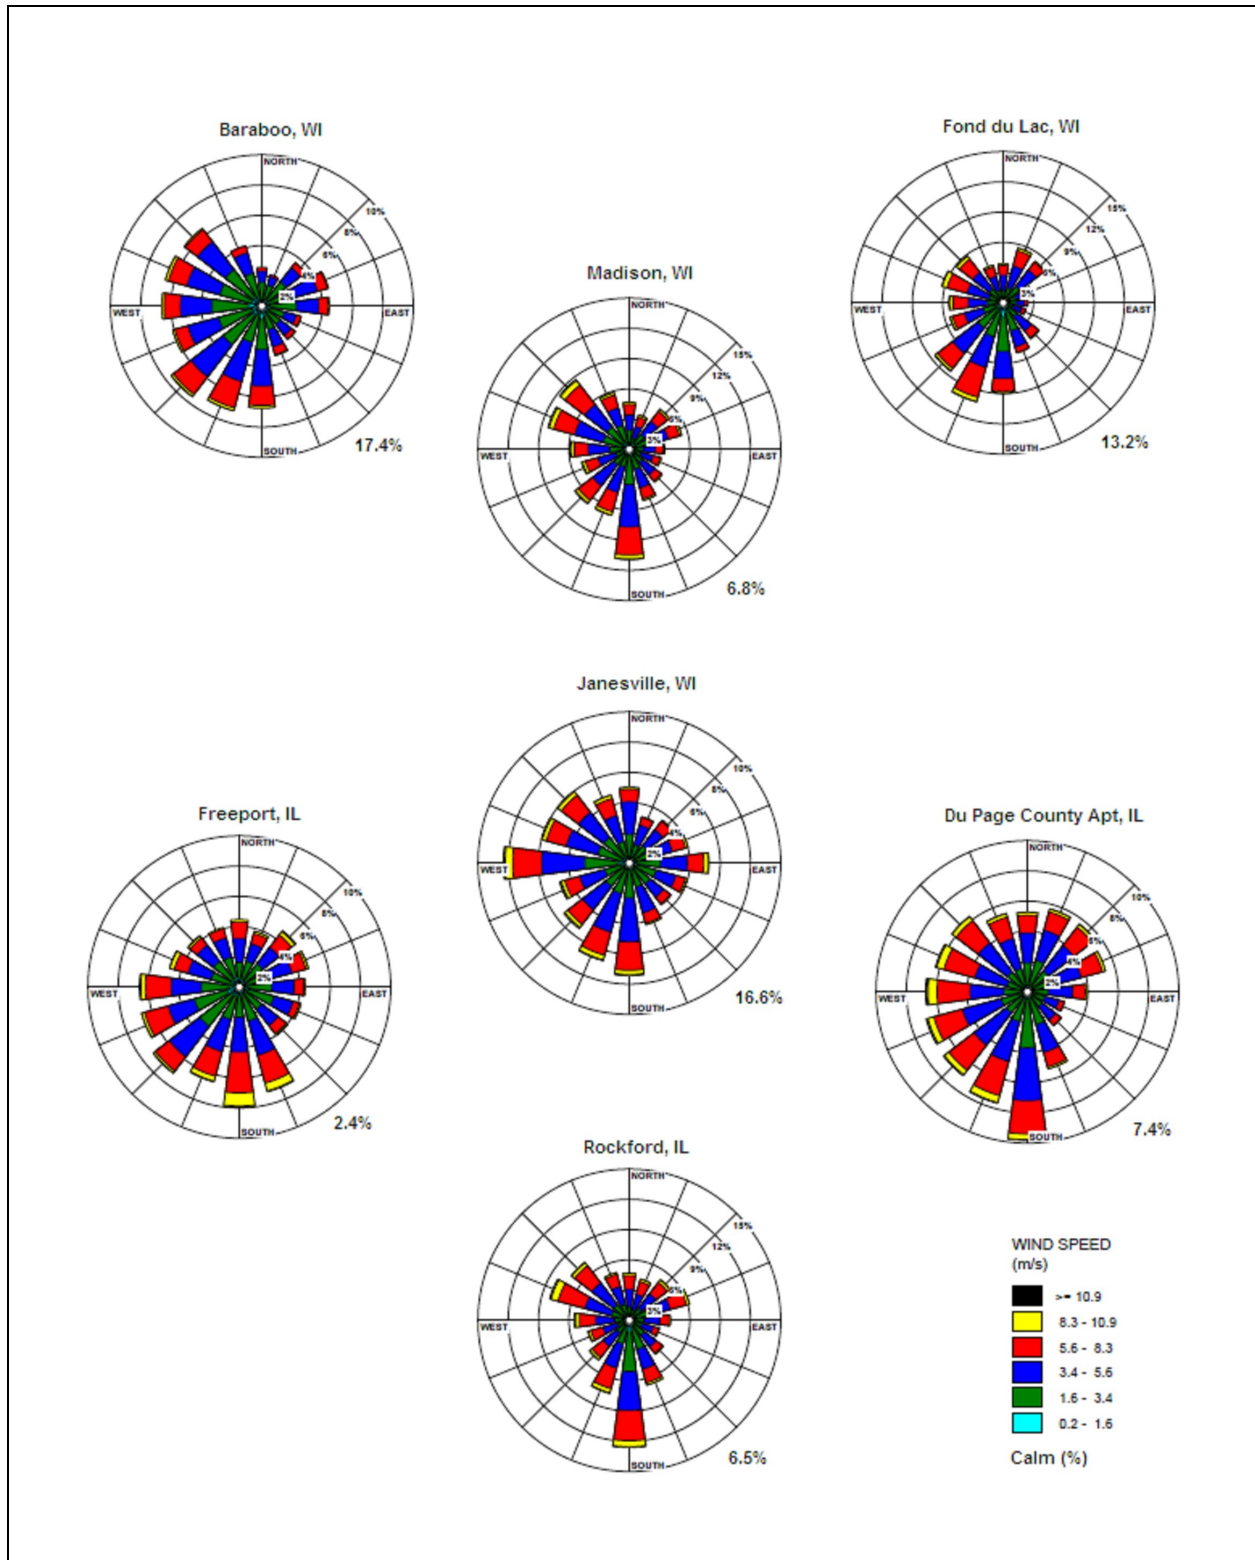 Baraboo, WI
NORTH
10%
8%
6%
4%
2%
WEST
EAST
SOUTH
17.4%
Fond du Lac, WI
NORTH
15%
12%
9%
6%
3%
WEST
EAST
SOUTH
13.2%
Madison, WI
NORTH
15%
12%
9%
6%
3%
WEST
EAST
SOUTH
6.8%
Janesville, WI
NORTH
10%
8%
6%
4%
2%
WEST
EAST
SOUTH
16.6%
Freeport, IL
NORTH
10%
8%
6%
4%
2%
WEST
EAST
SOUTH
2.4%
Du Page County Apt, IL
NORTH
10%
8%
6%
4%
2%
WEST
EAST
SOUTH
7.4%
Rockford, IL
NORTH
15%
12%
9%
6%
3%
WEST
EAST
SOUTH
6.5%
WIND SPEED
(m/s)
>= 10.9
8.3 - 10.9
5.6 - 8.3
3.4 - 5.6
1.6 - 3.4
0.2 - 1.6
Calm (%)